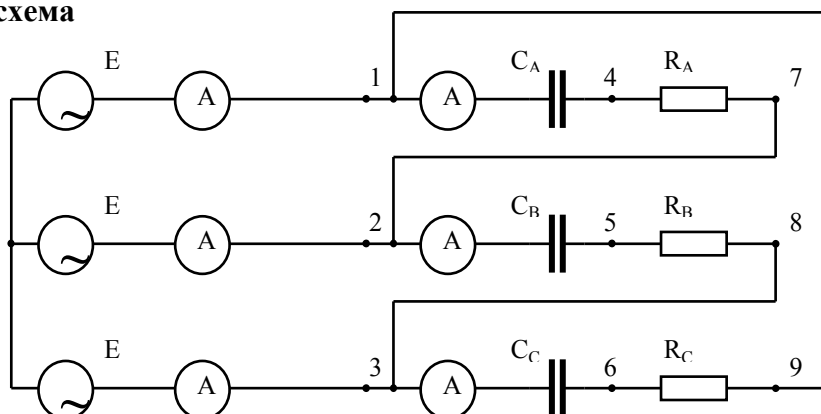 схема
E 1 C_A 4 R_A 7
A A
E 2 C_B 5 R_B 8
A A
E 3 C_C 6 R_C 9
A A